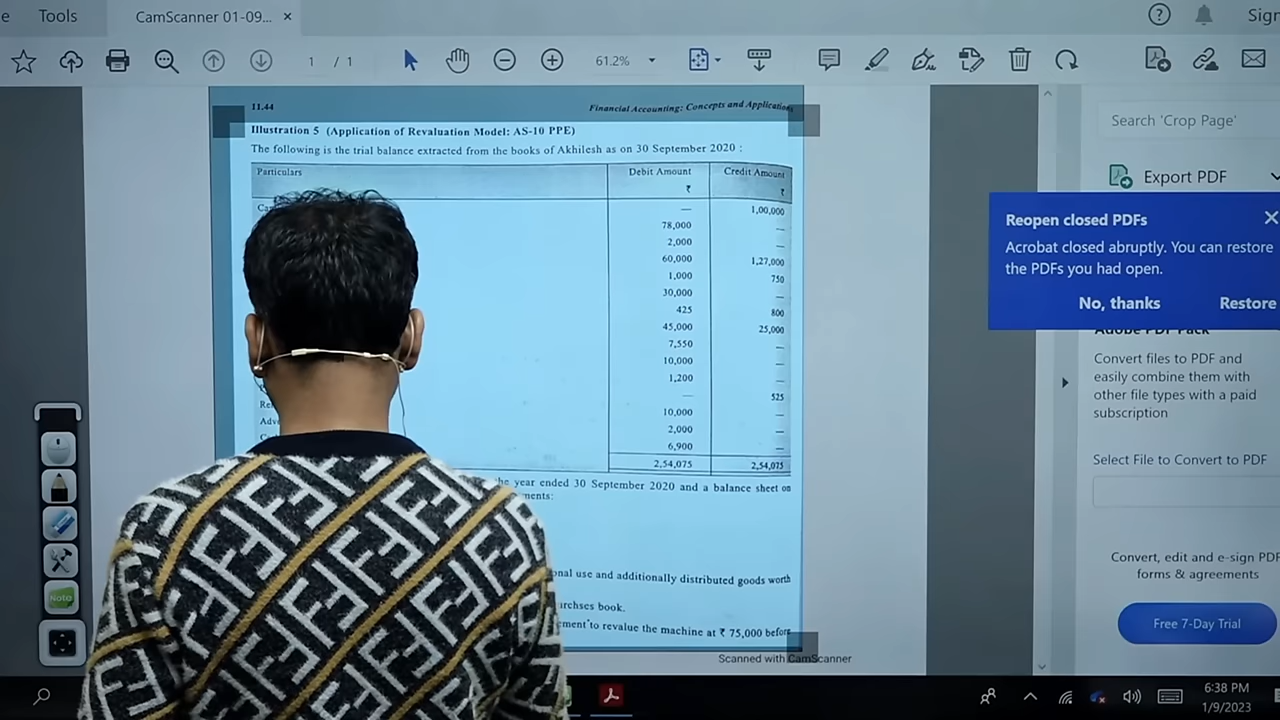 e Tools CamScanner 01-09... × ? Sign
1 / 1 61.2%
11.44 Financial Accounting: Concepts and Applications
Illustration 5 (Application of Revaluation Model: AS-10 PPE)
The following is the trial balance extracted from the books of Akhilesh as on 30 September 2020 :
Particulars Debit Amount Credit Amount
₹ ₹
— 1,00,000
78,000 —
2,000 —
60,000 1,27,000
1,000 750
30,000 —
425 800
45,000 25,000
7,550 —
10,000 —
1,200 —
— 525
10,000 —
2,000 —
6,900 —
2,54,075 2,54,075
year ended 30 September 2020 and a balance sheet on
use and additionally distributed goods worth
book.
to revalue the machine at ₹ 75,000 before
Scanned with CamScanner
Search 'Crop Page'
Export PDF
Reopen closed PDFs
Acrobat closed abruptly. You can restore
the PDFs you had open.
No, thanks Restore
Adobe PDF Pack
Convert files to PDF and
easily combine them with
other file types with a paid
subscription
Select File to Convert to PDF
Convert, edit and e-sign PDF
forms & agreements
Free 7-Day Trial
Note
6:38 PM
1/9/2023